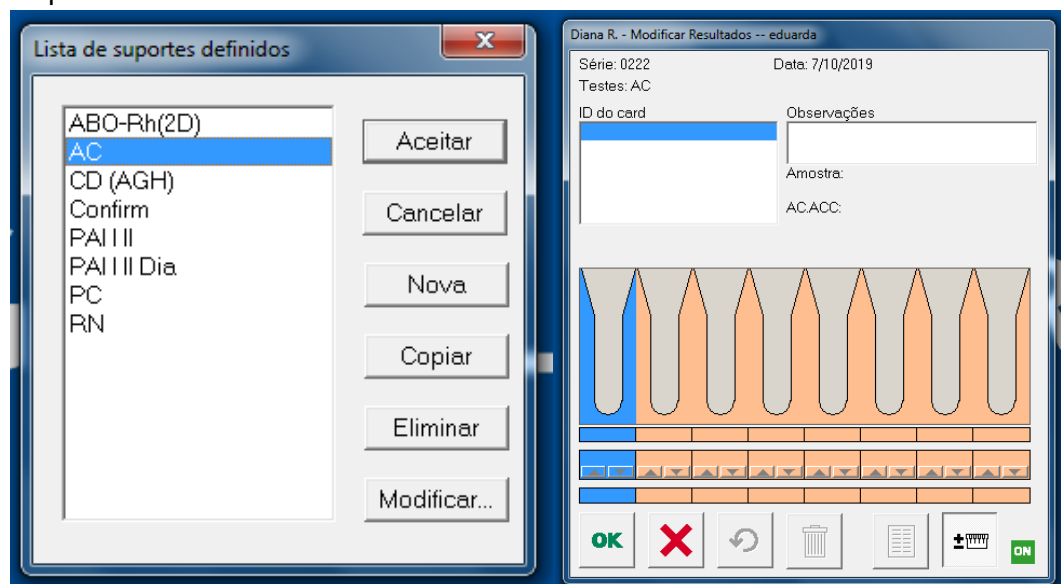 Lista de suportes definidos
ABO-Rh(2D)
AC
CD (AGH)
Confirm
PAI I II
PAI I II Dia
PC
RN
Aceitar
Cancelar
Nova
Copiar
Eliminar
Modificar...
Diana R. - Modificar Resultados -- eduarda
Série: 0222 Data: 7/10/2019
Testes: AC
ID do card Observações
Amostra:
AC.ACC:
OK
±
ON